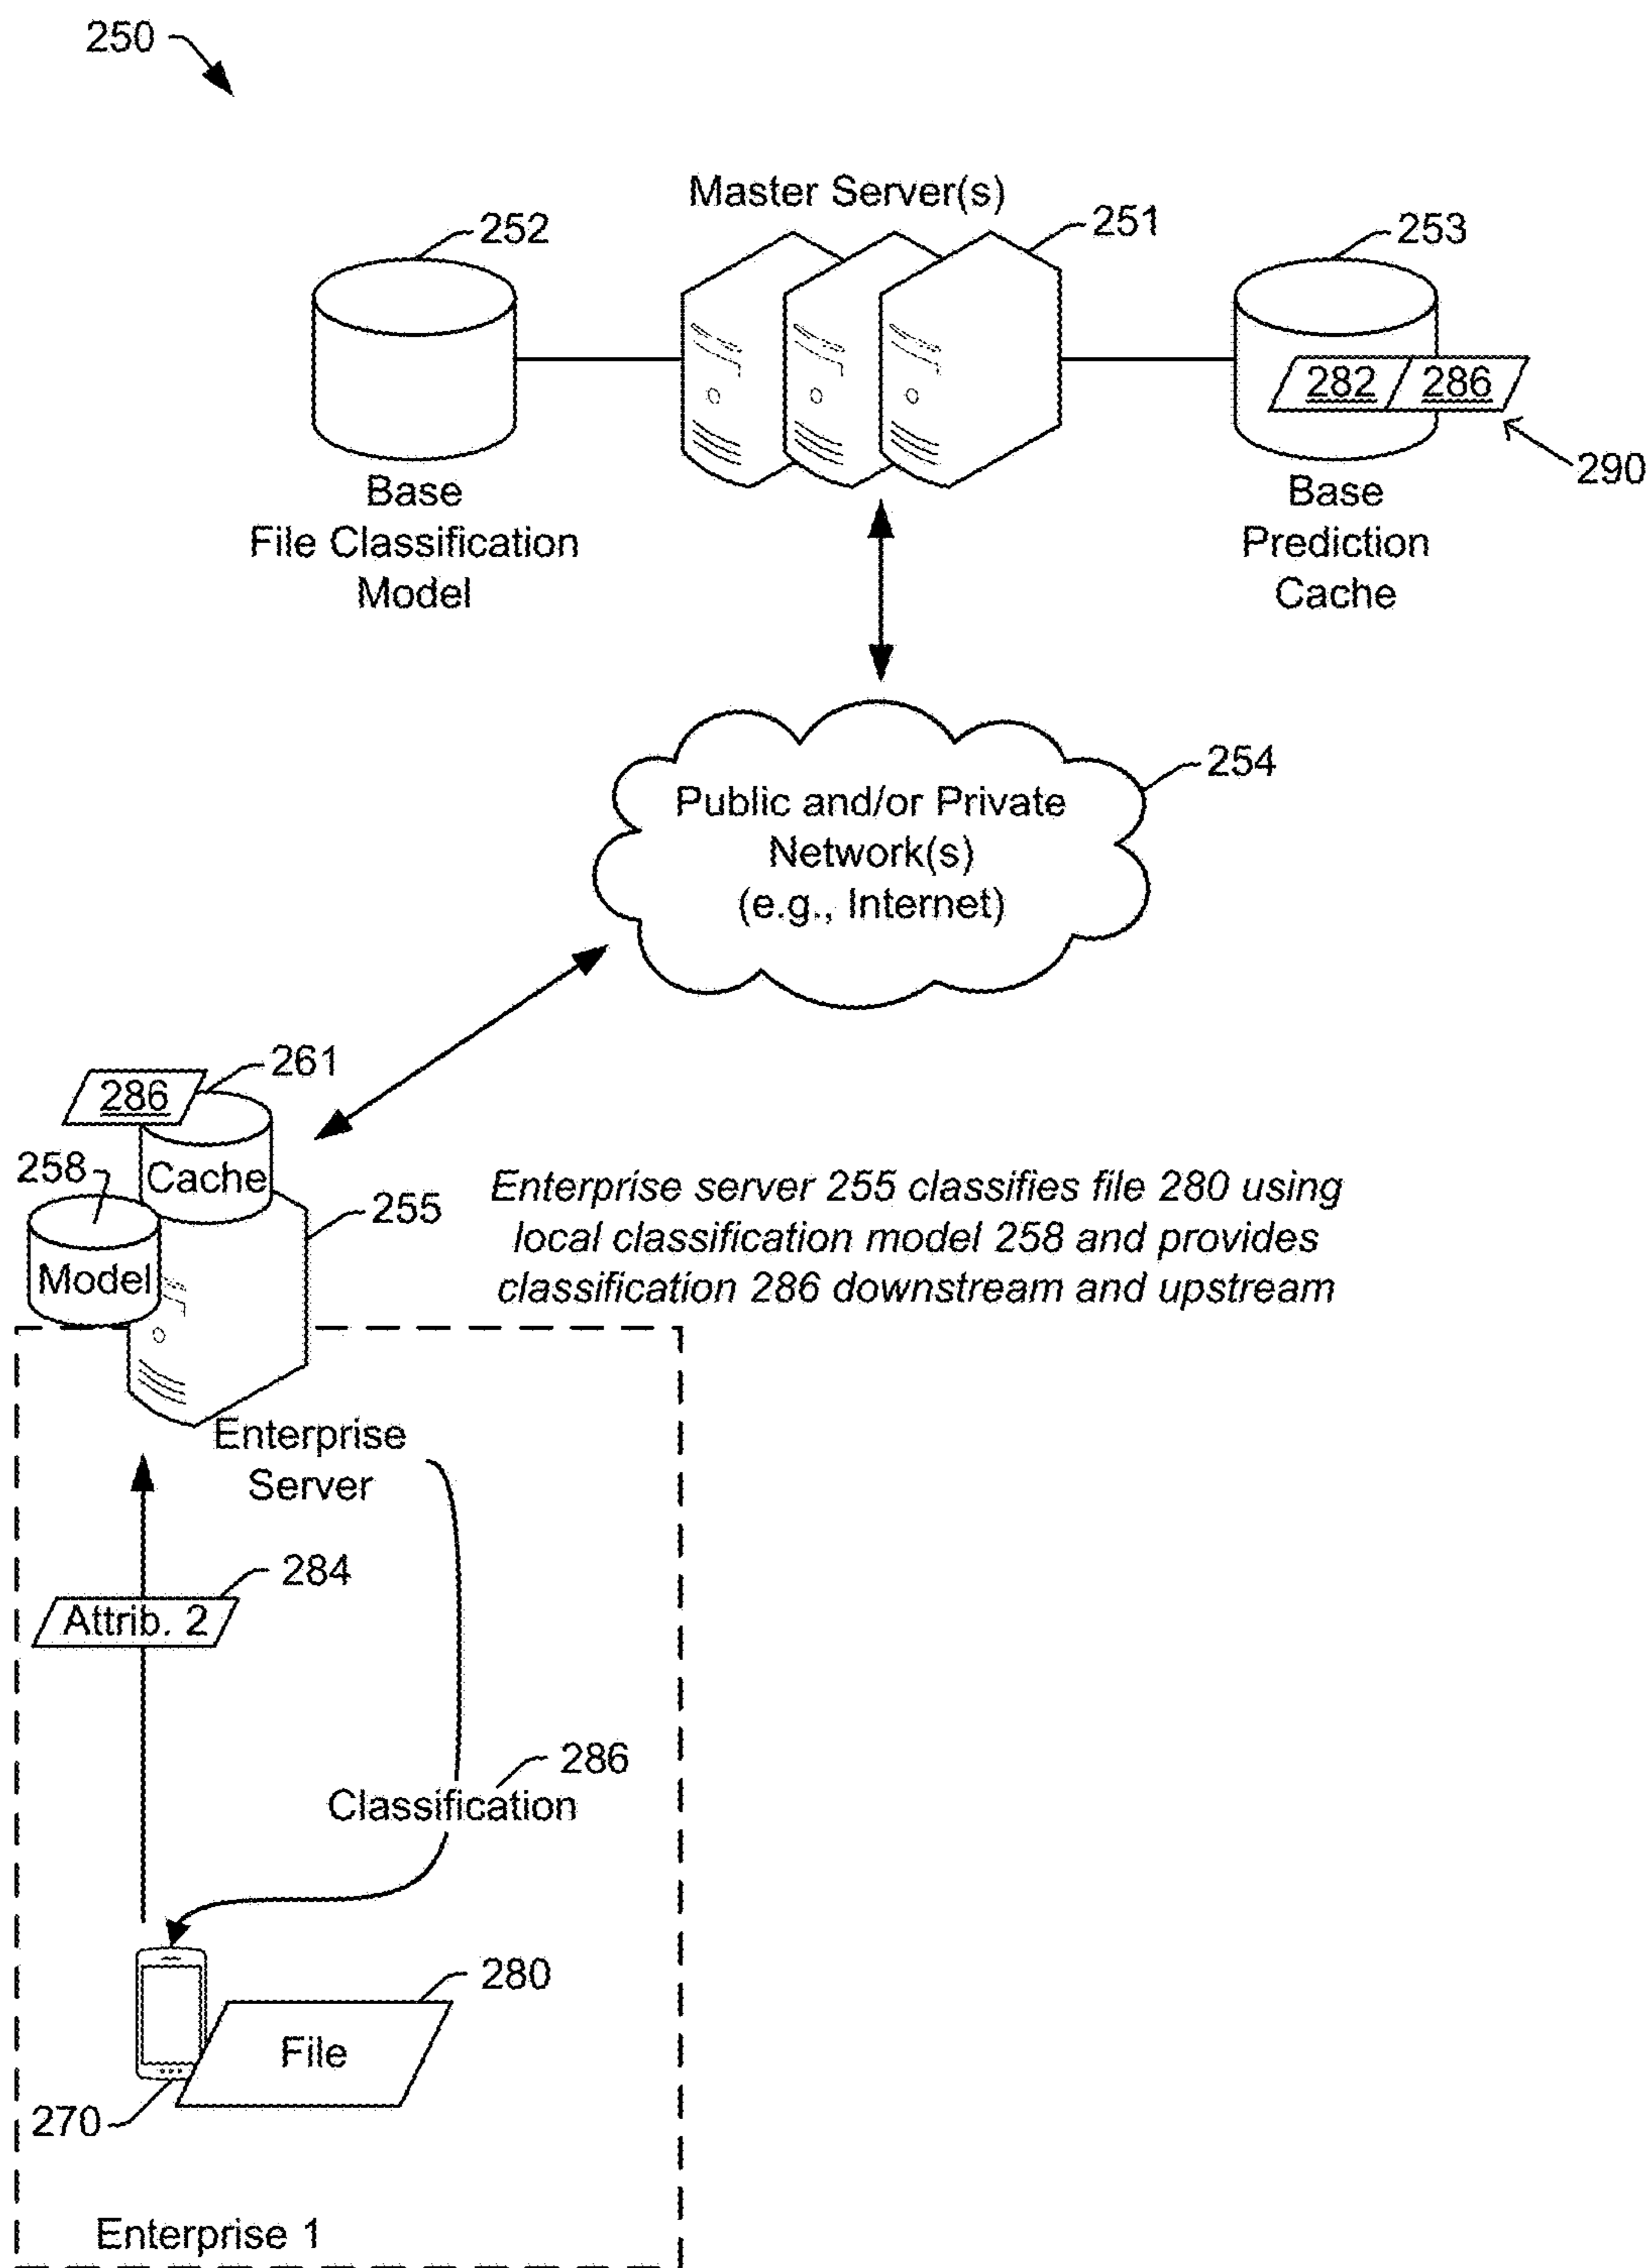 250
Master Server(s)
252
251
253
282
286
290
Base
File Classification
Model
Base
Prediction
Cache
254
Public and/or Private
Network(s)
(e.g., Internet)
261
286
258
Cache
255
Model
Enterprise server 255 classifies file 280 using
local classification model 258 and provides
classification 286 downstream and upstream
Enterprise
Server
284
Attrib. 2
286
Classification
280
File
270
Enterprise 1